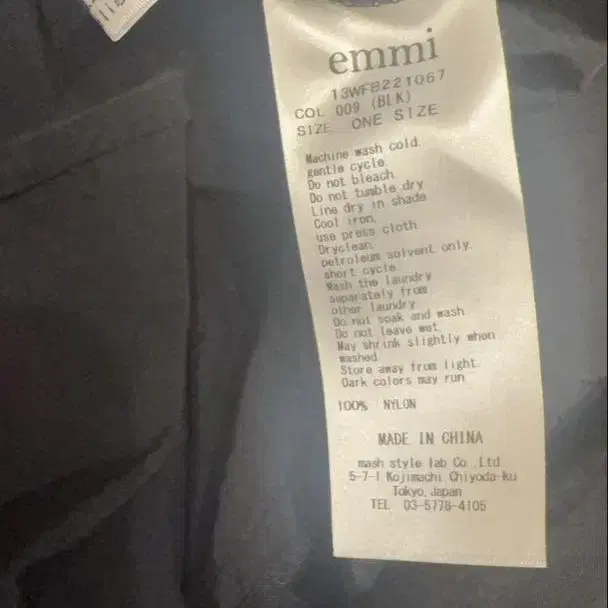 emmi
13WFB221067
COL 009 (BLK)
SIZE ONE SIZE
Machine wash cold.
gentle cycle.
Do not bleach.
Do not tumble dry
Line dry in shade
Cool iron,
use press cloth
Dryclean,
petroleum solvent only.
short cycle.
Wash the laundry
separately from
other laundry
Do not soak and wash
Do not leave wet.
May shrink slightly when
washed
Store away from light.
Dark colors may run
100% NYLON
MADE IN CHINA
mash style lab Co.,Ltd.
5-7-1 Kojimachi Chiyoda-ku
Tokyo,Japan
TEL 03-5778-4105